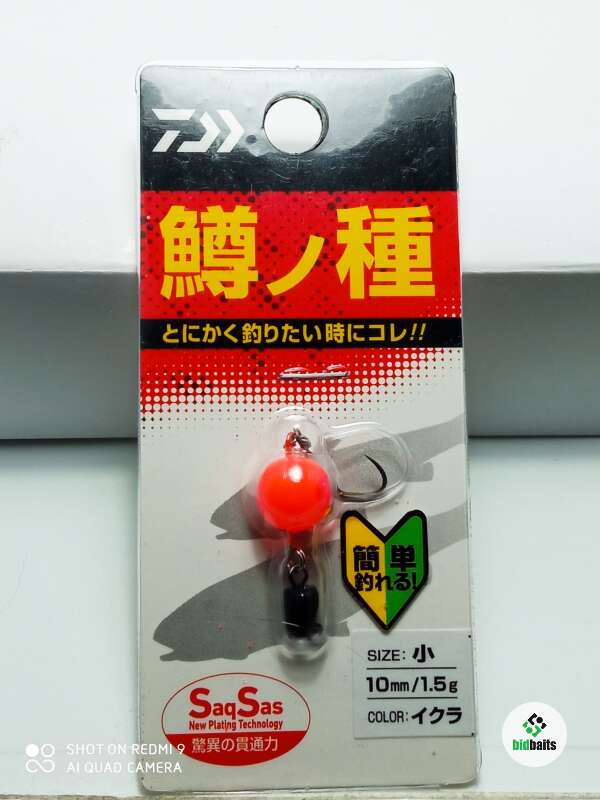 鱒ノ種
とにかく釣りたい時にコレ!!
簡単
釣れる!
SIZE: 小
10mm/1.5g
COLOR: イクラ
SaqSas
New Plating Technology
驚異の貫通力
SHOT ON REDMI 9
AI QUAD CAMERA
bidbaits